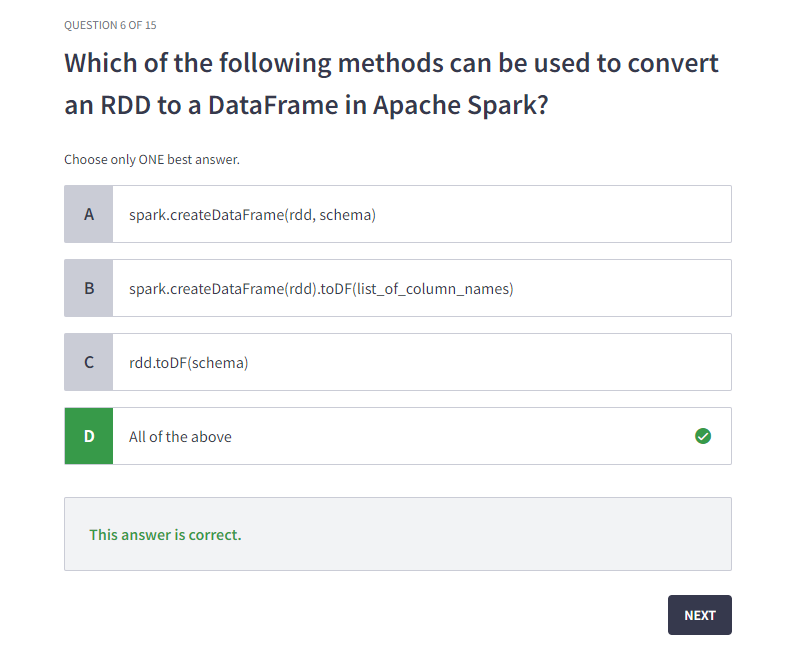 QUESTION 6 OF 15
Which of the following methods can be used to convert
an RDD to a DataFrame in Apache Spark?
Choose only ONE best answer.
A spark.createDataFrame(rdd, schema)
B spark.createDataFrame(rdd).toDF(list_of_column_names)
C rdd.toDF(schema)
D All of the above
This answer is correct.
NEXT